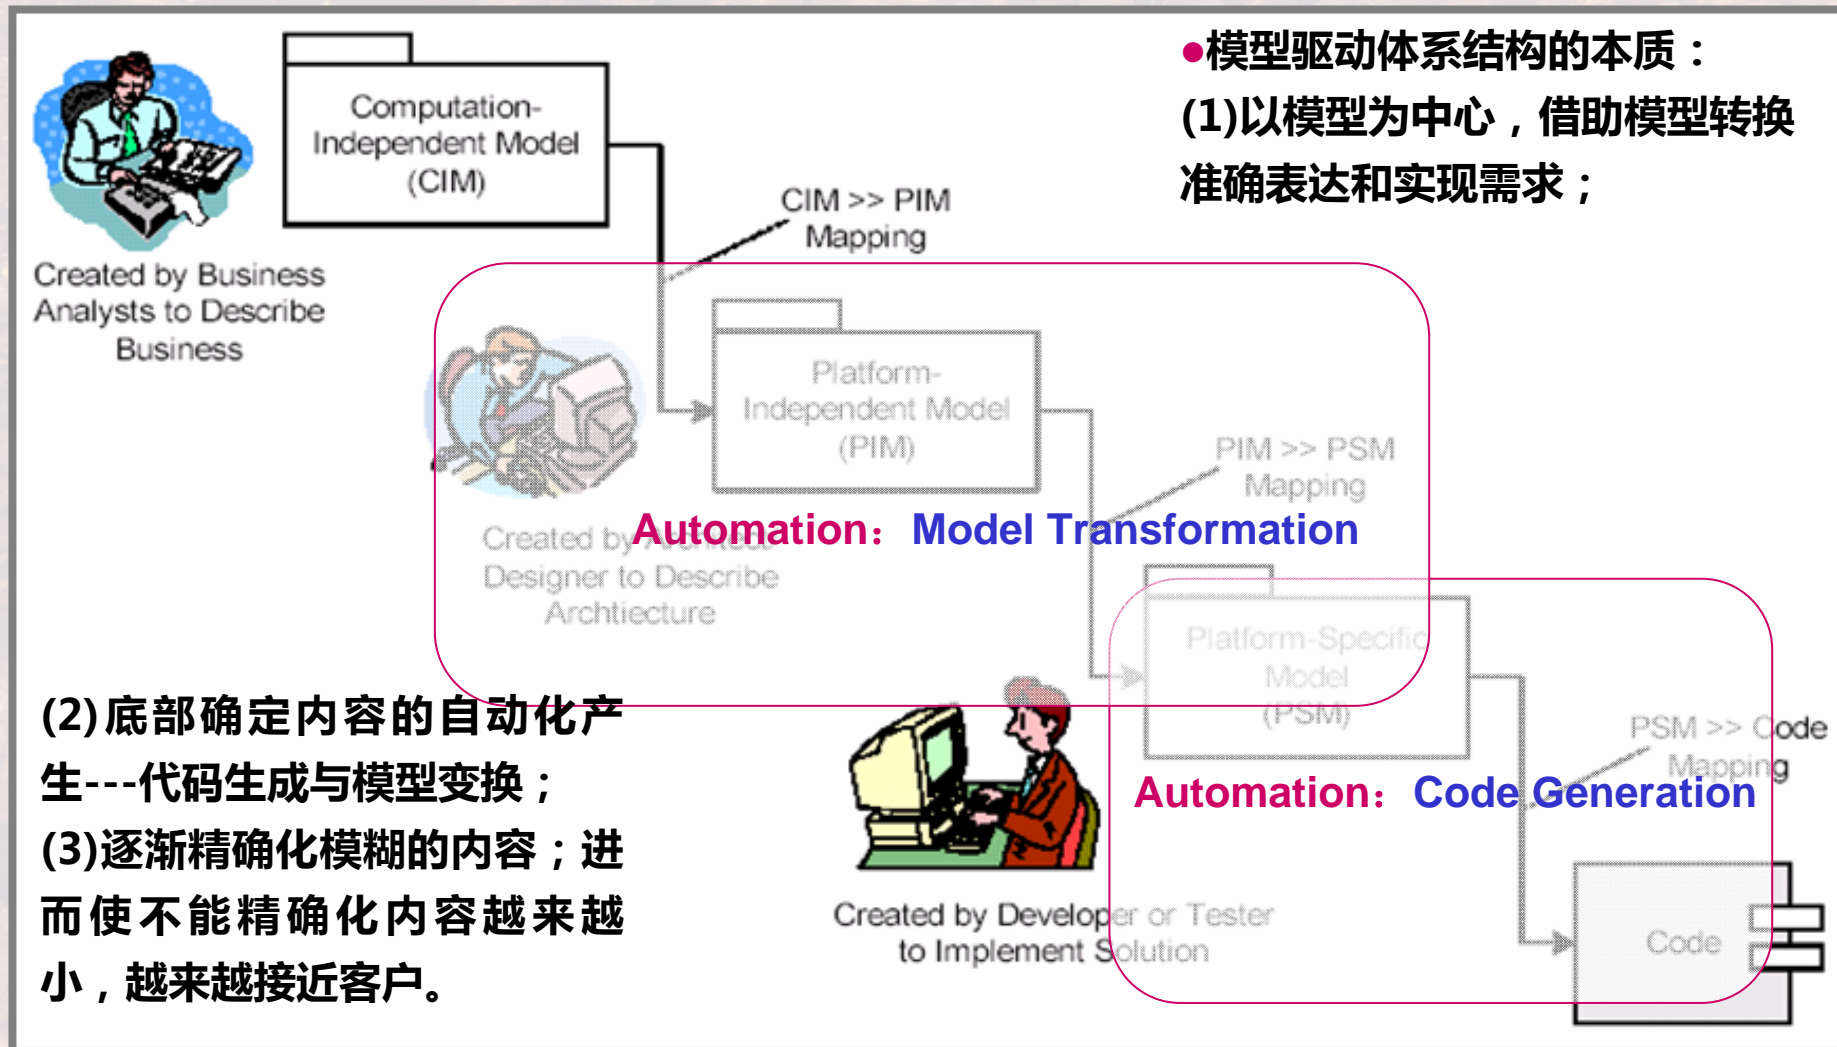 ●模型驱动体系结构的本质：
(1)以模型为中心，借助模型转换
准确表达和实现需求；
Computation-
Independent Model
(CIM)
CIM >> PIM
Mapping
Created by Business
Analysts to Describe
Business
Platform-
Independent Model
(PIM)
PIM >> PSM
Mapping
Automation：Model Transformation
Created by Architect
Designer to Describe
Archtiecture
Platform-Specific
Model
(PSM)
PSM >> Code
Mapping
Automation：Code Generation
(2)底部确定内容的自动化产
生---代码生成与模型变换；
(3)逐渐精确化模糊的内容；进
而使不能精确化内容越来越
小，越来越接近客户。
Created by Developer or Tester
to Implement Solution
Code